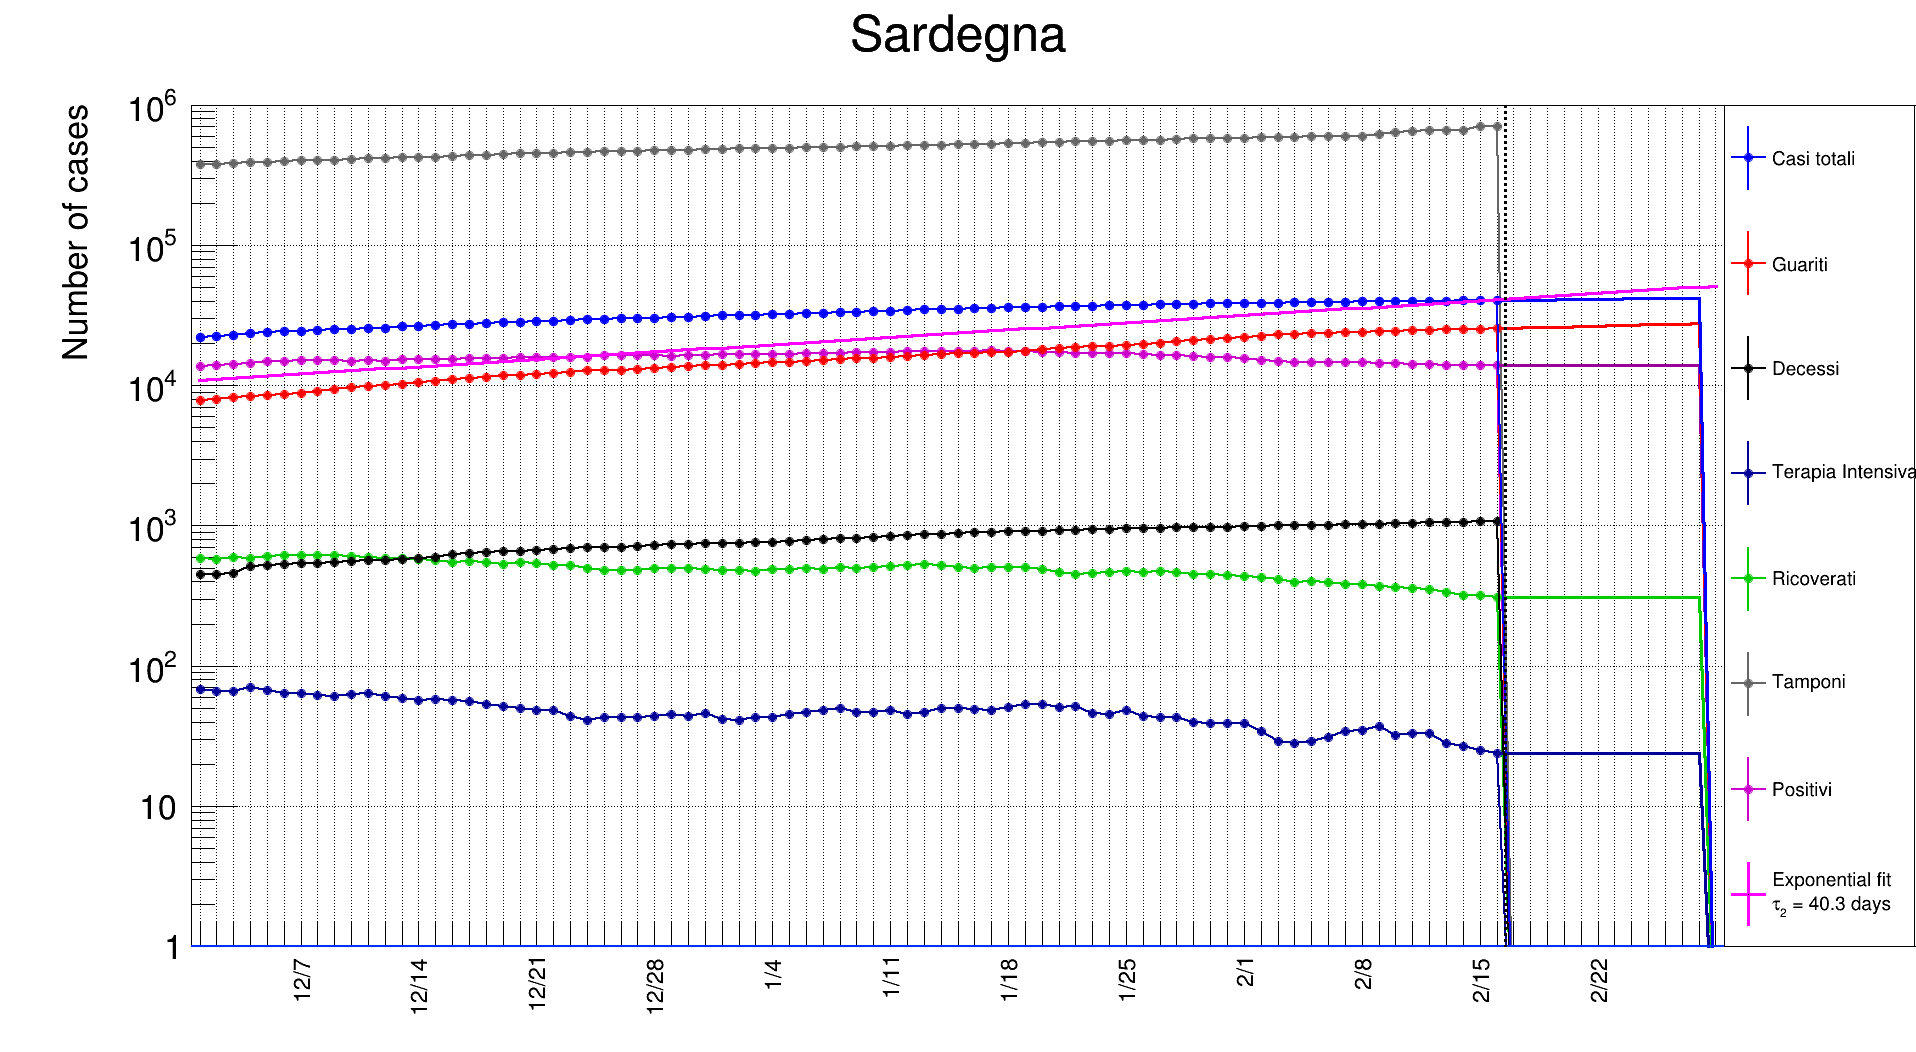 Sardegna
Number of cases
10^6
10^5
10^4
10^3
10^2
10
1
12/7
12/14
12/21
12/28
1/4
1/11
1/18
1/25
2/1
2/8
2/15
2/22
Casi totali
Guariti
Decessi
Terapia Intensiva
Ricoverati
Tamponi
Positivi
Exponential fit
τ_2 = 40.3 days